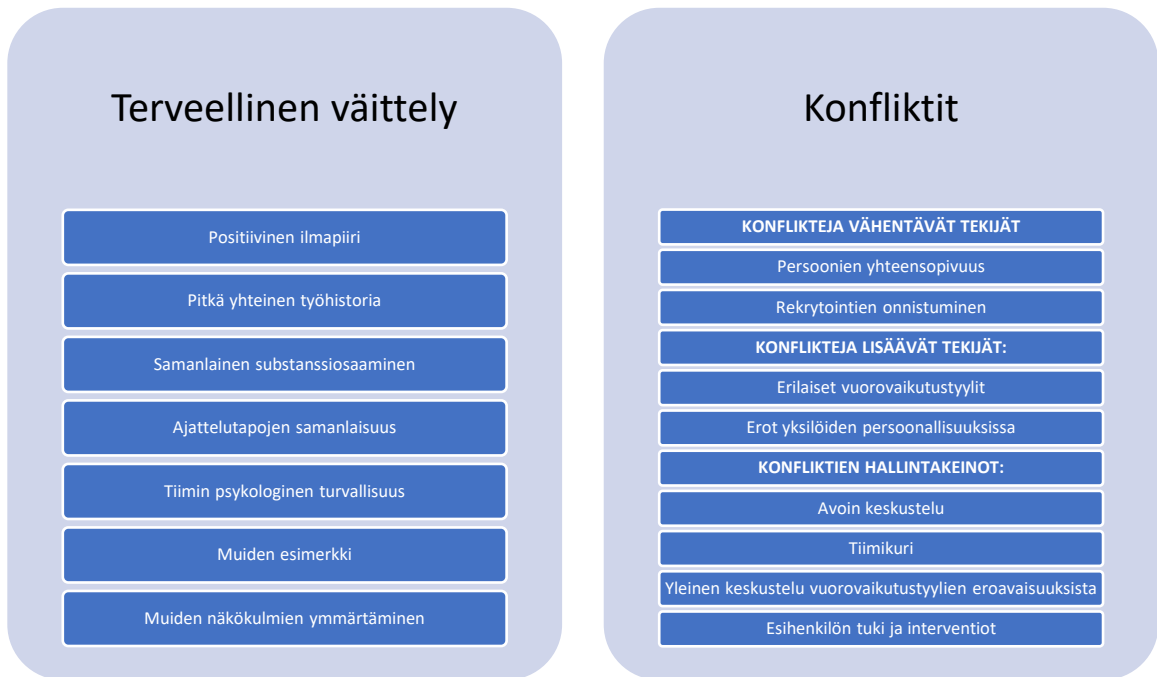 Terveellinen väittely
Positiivinen ilmapiiri
Pitkä yhteinen työhistoria
Samanlainen substanssiosaaminen
Ajattelutapojen samanlaisuus
Tiimin psykologinen turvallisuus
Muiden esimerkki
Muiden näkökulmien ymmärtäminen
Konfliktit
KONFLIKTEJA VÄHENTÄVÄT TEKIJÄT
Persoonien yhteensopivuus
Rekrytointien onnistuminen
KONFLIKTEJA LISÄÄVÄT TEKIJÄT:
Erilaiset vuorovaikutustyylit
Erot yksilöiden persoonallisuuksissa
KONFLIKTIEN HALLINTAKEINOT:
Avoin keskustelu
Tiimikuri
Yleinen keskustelu vuorovaikutustyylien eroavaisuuksista
Esihenkilön tuki ja interventiot